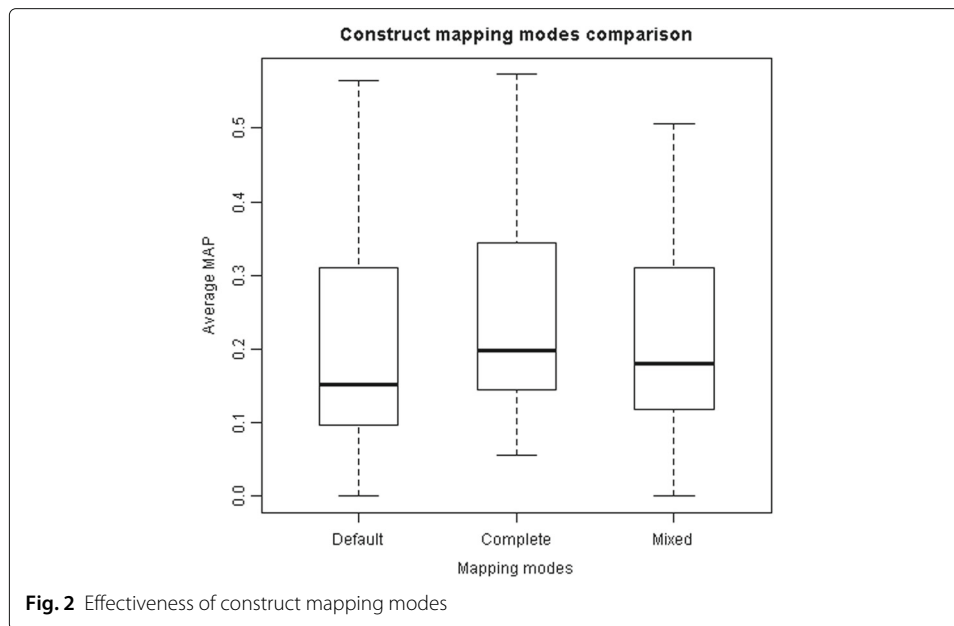 Construct mapping modes comparison
Average MAP
0.5
0.4
0.3
0.2
0.1
0.0
Default Complete Mixed
Mapping modes
Fig. 2 Effectiveness of construct mapping modes